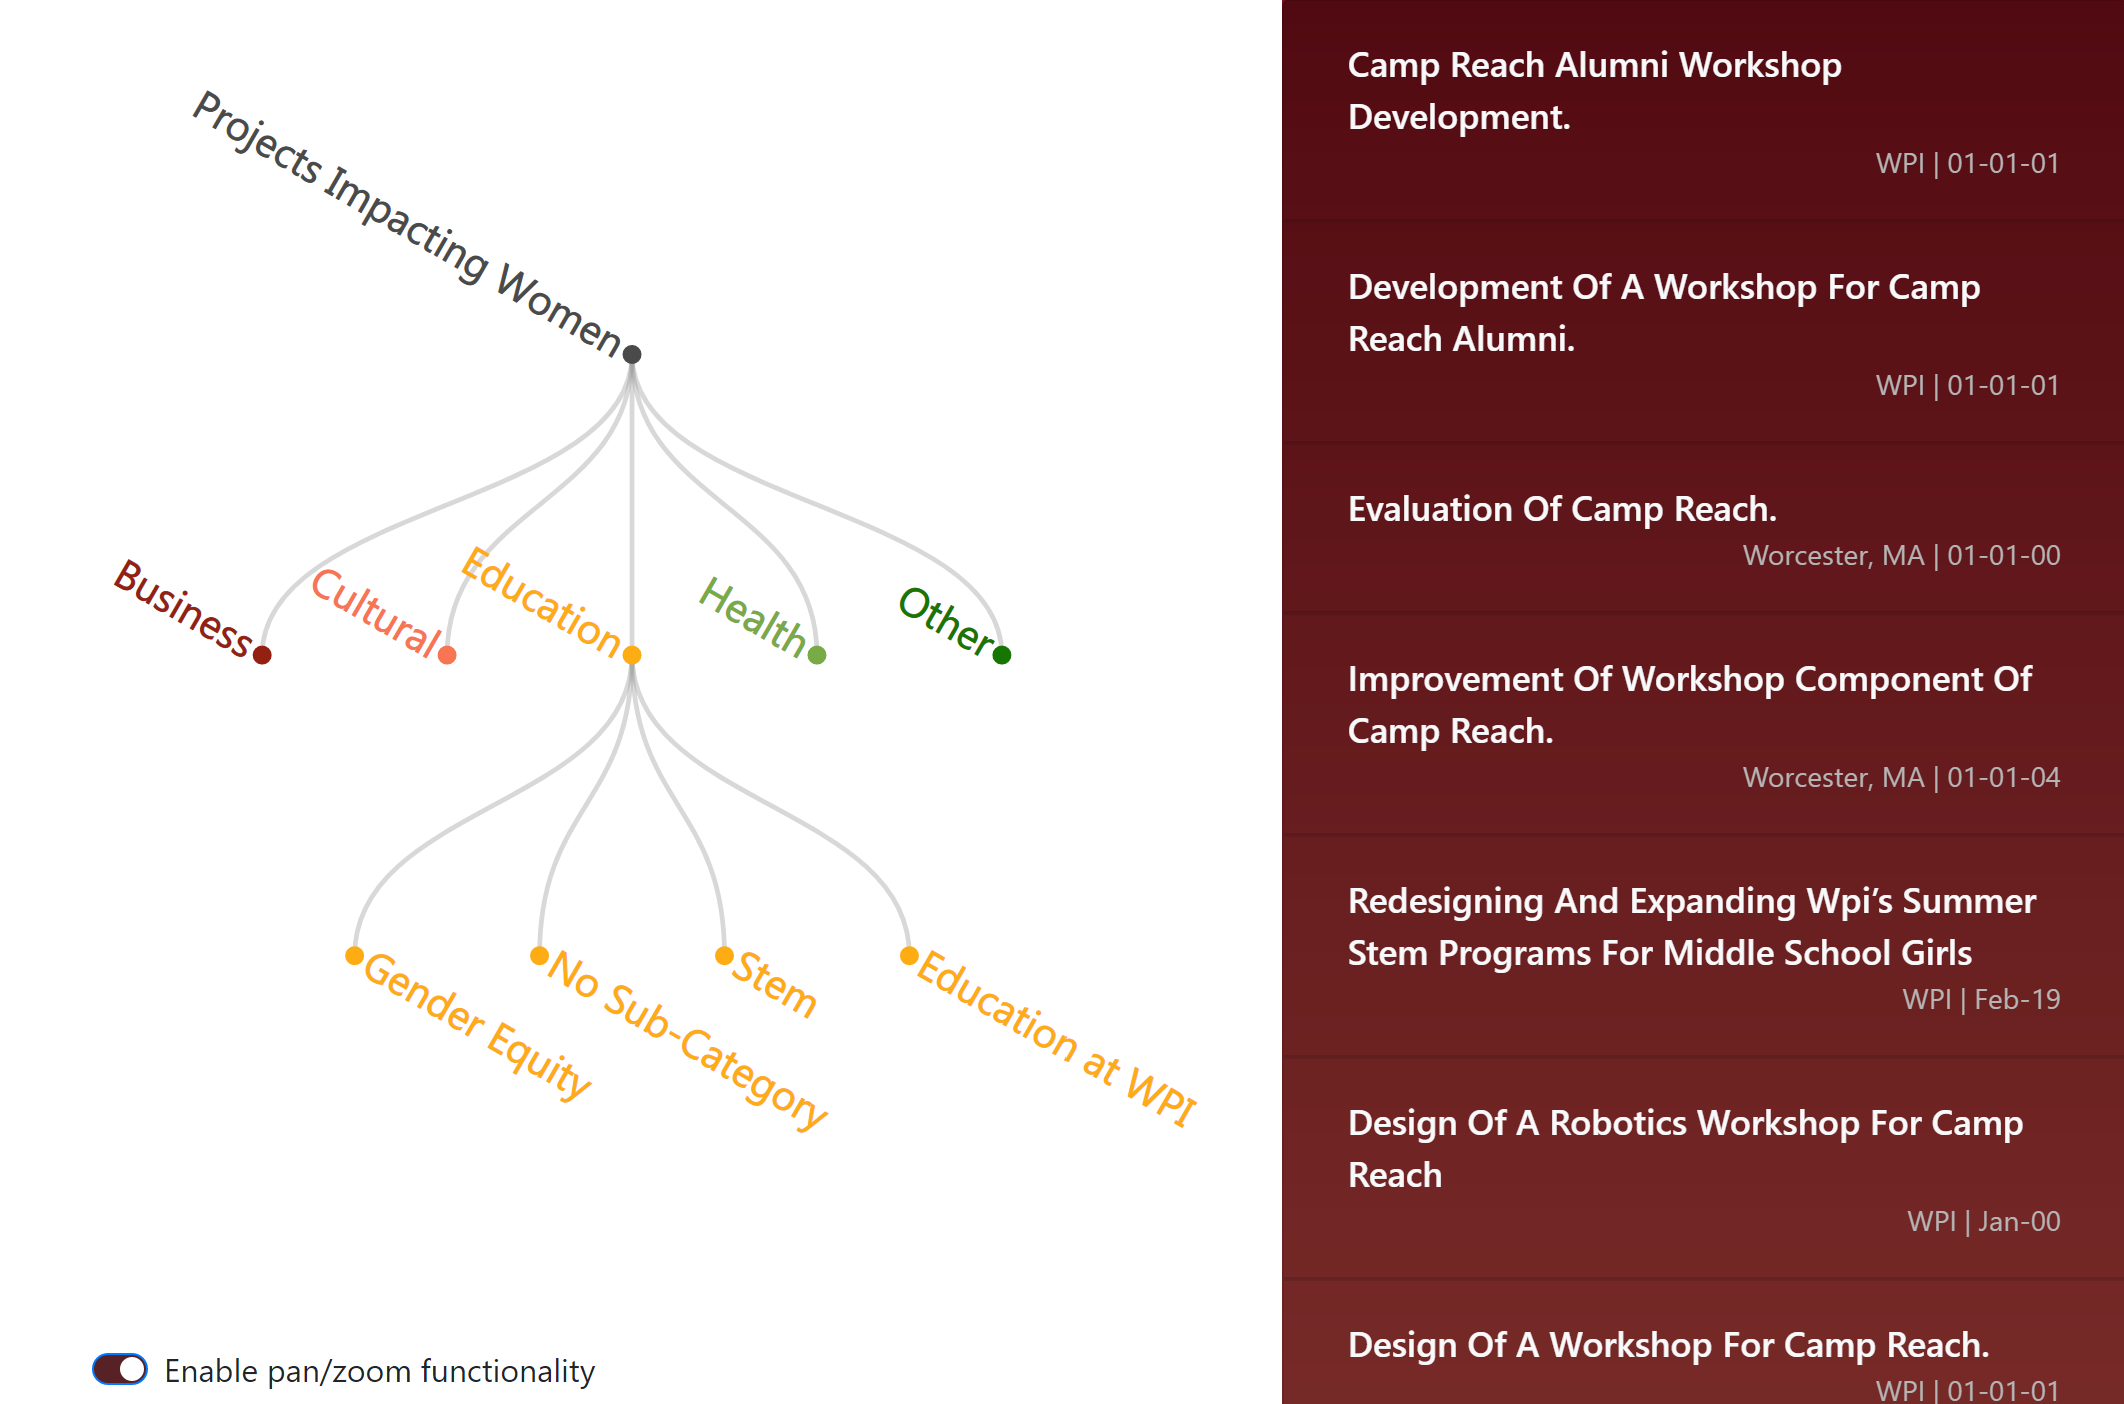 Projects Impacting Women
Business
Cultural
Education
Health
Other
Gender Equity
No Sub-Category
Stem
Education at WPI
Enable pan/zoom functionality
Camp Reach Alumni Workshop
Development.
WPI | 01-01-01
Development Of A Workshop For Camp
Reach Alumni.
WPI | 01-01-01
Evaluation Of Camp Reach.
Worcester, MA | 01-01-00
Improvement Of Workshop Component Of
Camp Reach.
Worcester, MA | 01-01-04
Redesigning And Expanding Wpi’s Summer
Stem Programs For Middle School Girls
WPI | Feb-19
Design Of A Robotics Workshop For Camp
Reach
WPI | Jan-00
Design Of A Workshop For Camp Reach.
WPI | 01-01-01